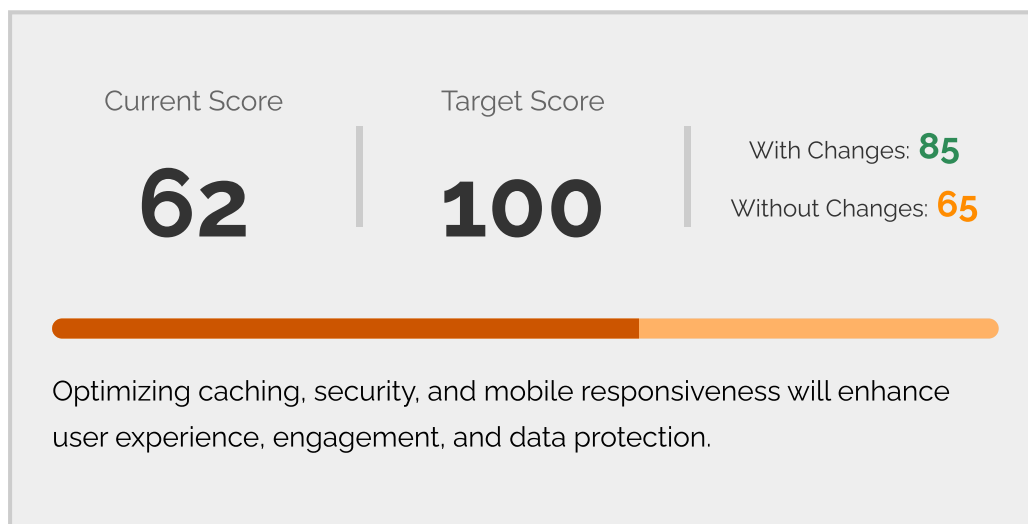 Current Score
62
Target Score
100
With Changes: 85
Without Changes: 65
Optimizing caching, security, and mobile responsiveness will enhance
user experience, engagement, and data protection.